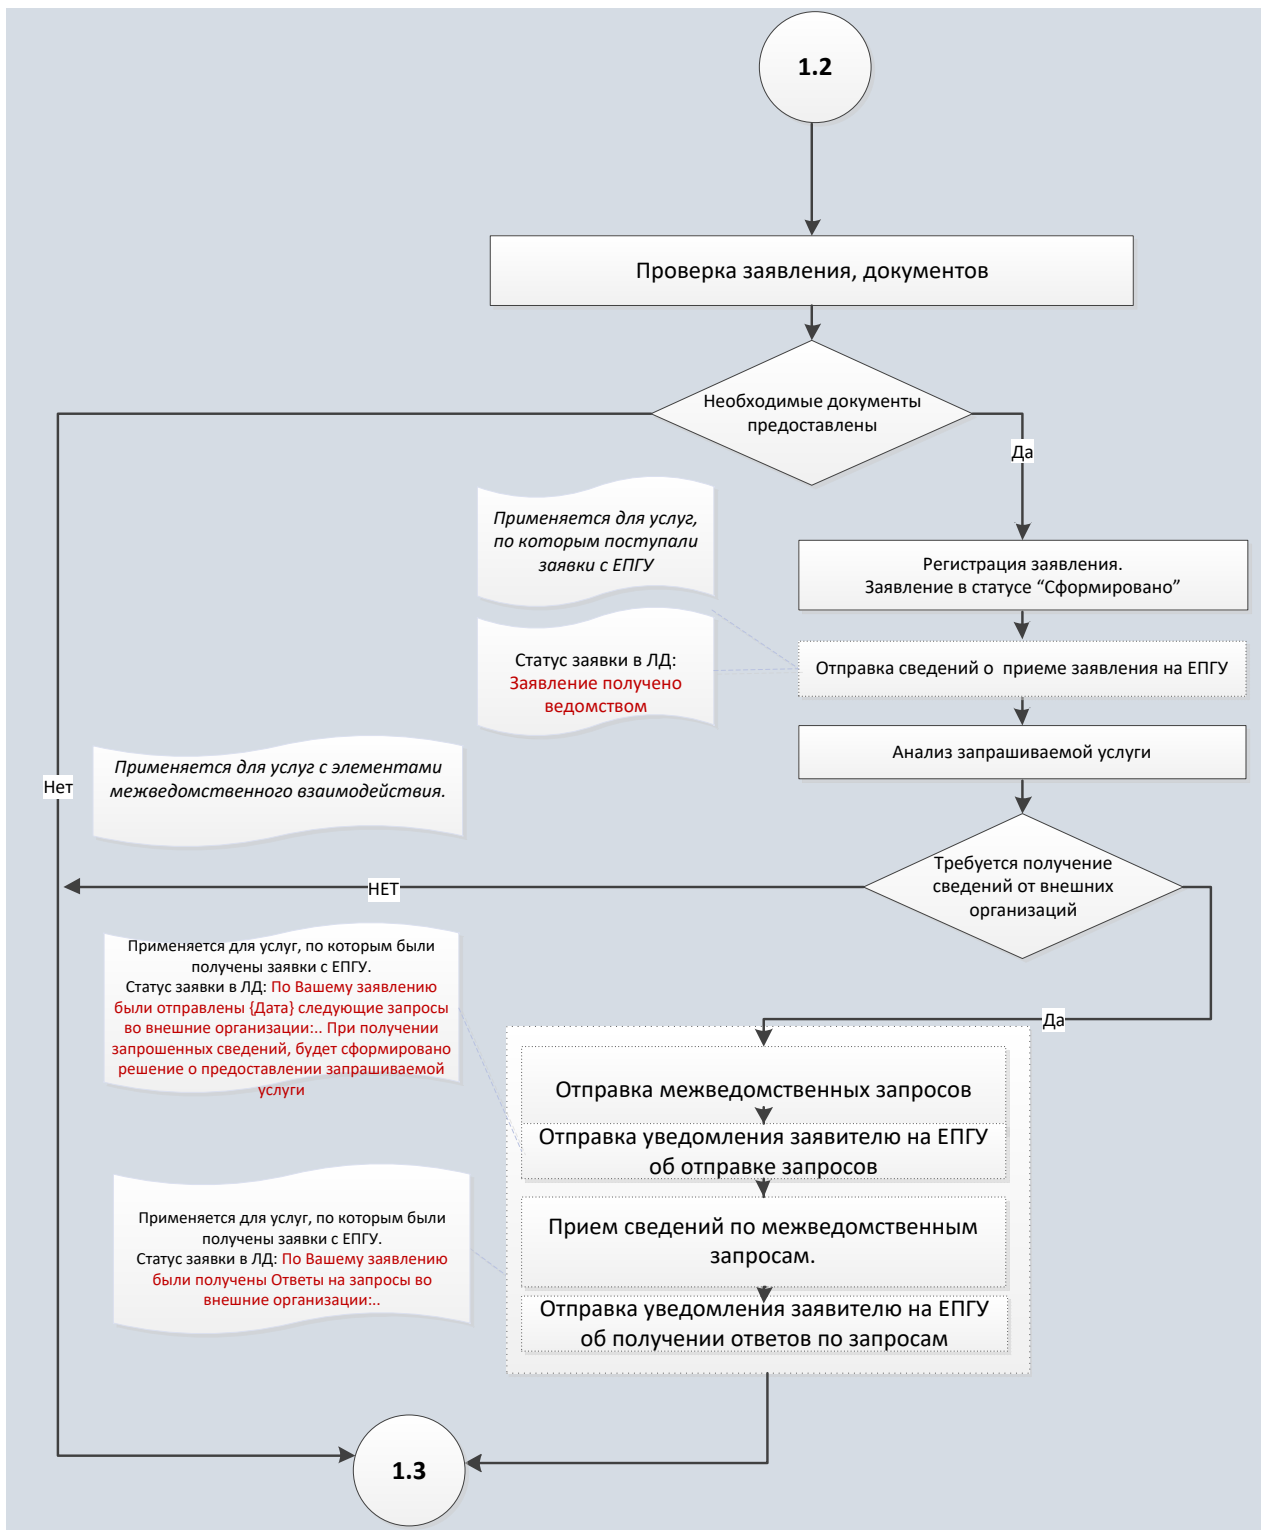 1.2
Проверка заявления, документов
Необходимые документы
предоставлены
Да
Применяется для услуг,
по которым поступали
заявки с ЕПГУ
Регистрация заявления.
Заявление в статусе “Сформировано”
Статус заявки в ЛД:
Заявление получено
ведомством
Отправка сведений о приеме заявления на ЕПГУ
Анализ запрашиваемой услуги
Применяется для услуг с элементами
межведомственного взаимодействия.
Нет
Требуется получение
сведений от внешних
организаций
НЕТ
Применяется для услуг, по которым были
получены заявки с ЕПГУ.
Статус заявки в ЛД: По Вашему заявлению
были отправлены {Дата} следующие запросы
во внешние организации:.. При получении
запрошенных сведений, будет сформировано
решение о предоставлении запрашиваемой
услуги
Да
Отправка межведомственных запросов
Отправка уведомления заявителю на ЕПГУ
об отправке запросов
Применяется для услуг, по которым были
получены заявки с ЕПГУ.
Статус заявки в ЛД: По Вашему заявлению
были получены Ответы на запросы во
внешние организации:..
Прием сведений по межведомственным
запросам.
Отправка уведомления заявителю на ЕПГУ
об получении ответов по запросам
1.3